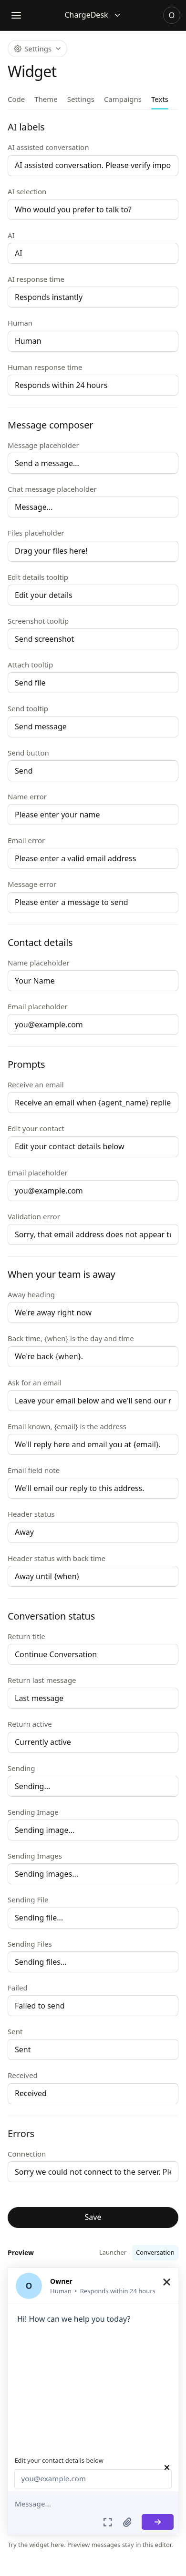 ChargeDesk
O
Settings
Widget
Code Theme Settings Campaigns Texts
AI labels
AI assisted conversation
AI assisted conversation. Please verify impo
AI selection
Who would you prefer to talk to?
AI
AI
AI response time
Responds instantly
Human
Human
Human response time
Responds within 24 hours
Message composer
Message placeholder
Send a message...
Chat message placeholder
Message...
Files placeholder
Drag your files here!
Edit details tooltip
Edit your details
Screenshot tooltip
Send screenshot
Attach tooltip
Send file
Send tooltip
Send message
Send button
Send
Name error
Please enter your name
Email error
Please enter a valid email address
Message error
Please enter a message to send
Contact details
Name placeholder
Your Name
Email placeholder
you@example.com
Prompts
Receive an email
Receive an email when {agent_name} replie
Edit your contact
Edit your contact details below
Email placeholder
you@example.com
Validation error
Sorry, that email address does not appear to
When your team is away
Away heading
We're away right now
Back time, {when} is the day and time
We're back {when}.
Ask for an email
Leave your email below and we'll send our r
Email known, {email} is the address
We'll reply here and email you at {email}.
Email field note
We'll email our reply to this address.
Header status
Away
Header status with back time
Away until {when}
Conversation status
Return title
Continue Conversation
Return last message
Last message
Return active
Currently active
Sending
Sending...
Sending Image
Sending image...
Sending Images
Sending images...
Sending File
Sending file...
Sending Files
Sending files...
Failed
Failed to send
Sent
Sent
Received
Received
Errors
Connection
Sorry we could not connect to the server. Ple
Save
Preview Launcher Conversation
O
Owner
Human • Responds within 24 hours
Hi! How can we help you today?
Edit your contact details below
you@example.com
Message...
Try the widget here. Preview messages stay in this editor.